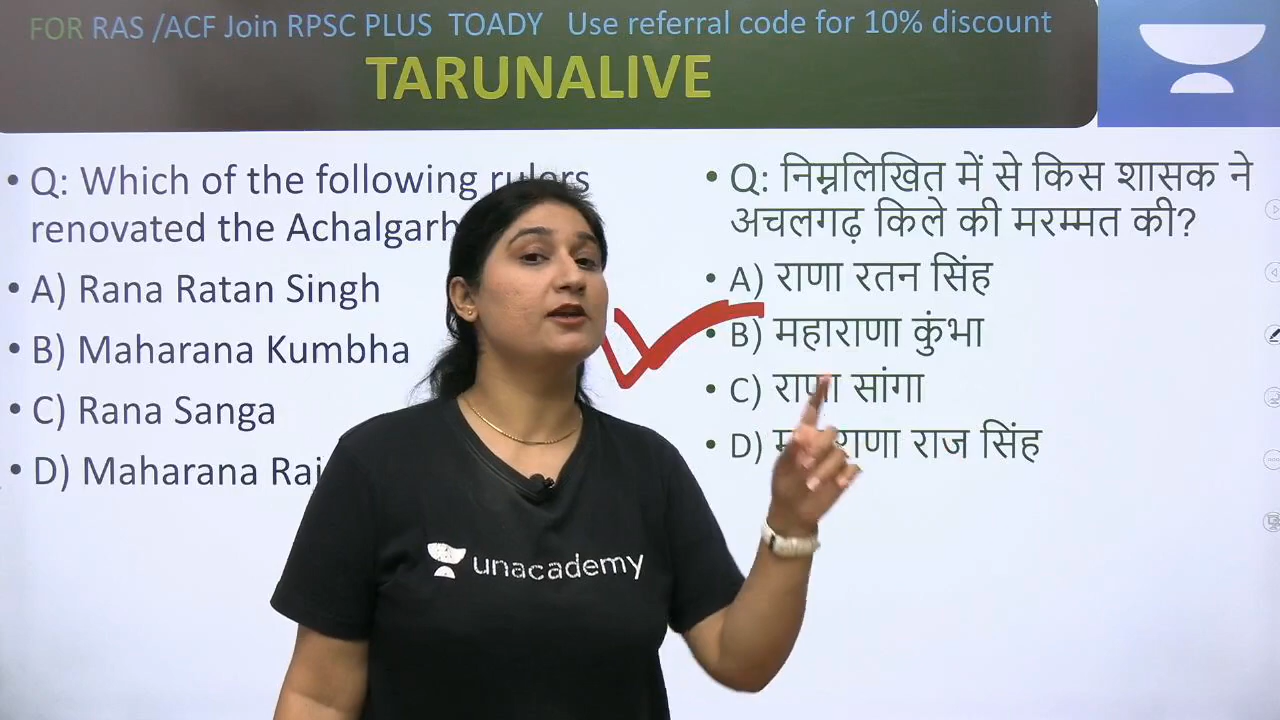 FOR RAS /ACF Join RPSC PLUS TOADY Use referral code for 10% discount
TARUNALIVE
• Q: Which of the following rulers
renovated the Achalgarh
• A) Rana Ratan Singh
• B) Maharana Kumbha
• C) Rana Sanga
• D) Maharana Raj
• Q: निम्नलिखित में से किस शासक ने
अचलगढ़ किले की मरम्मत की?
• A) राणा रतन सिंह
• B) महाराणा कुंभा
• C) राणा सांगा
• D) महाराणा राज सिंह
unacademy